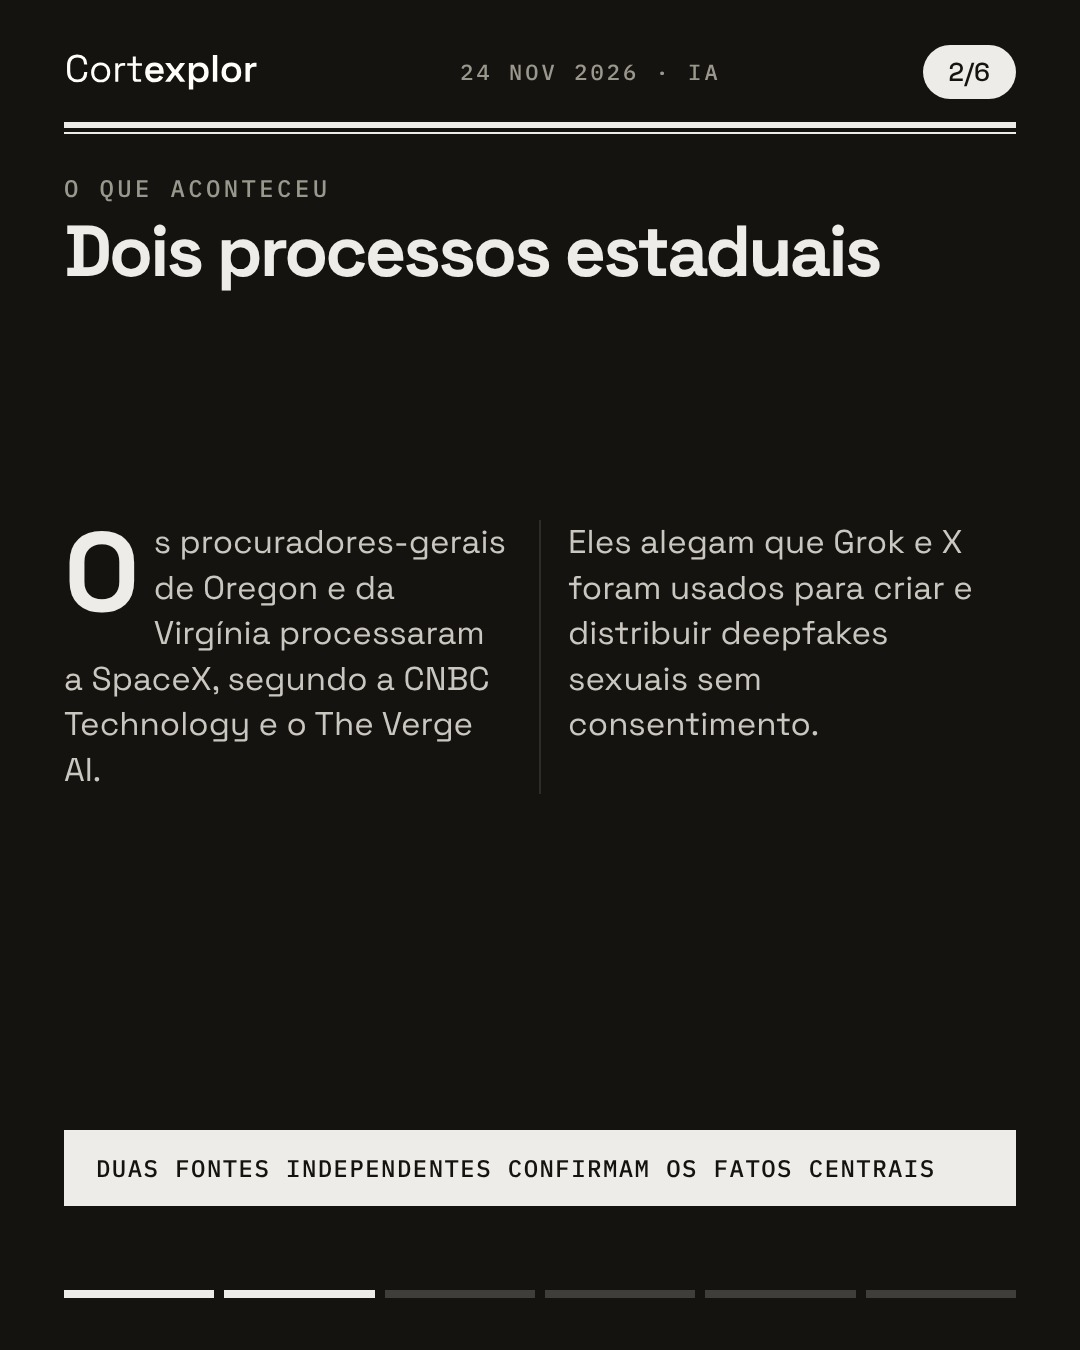 Cortexplor
24 NOV 2026 · IA
2/6
O QUE ACONTECEU
Dois processos estaduais
Os procuradores-gerais
de Oregon e da
Virgínia processaram
a SpaceX, segundo a CNBC
Technology e o The Verge
AI.
Eles alegam que Grok e X
foram usados para criar e
distribuir deepfakes
sexuais sem
consentimento.
DUAS FONTES INDEPENDENTES CONFIRMAM OS FATOS CENTRAIS